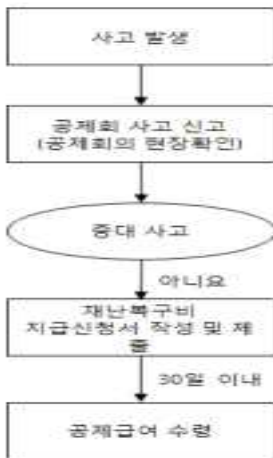 사고 발생
공제회 사고 신고
(공제회의 현장확인)
중대 사고
아니요
재난복구비
지급신청서 작성 및 제
출
30일 이내
공제급여 수령